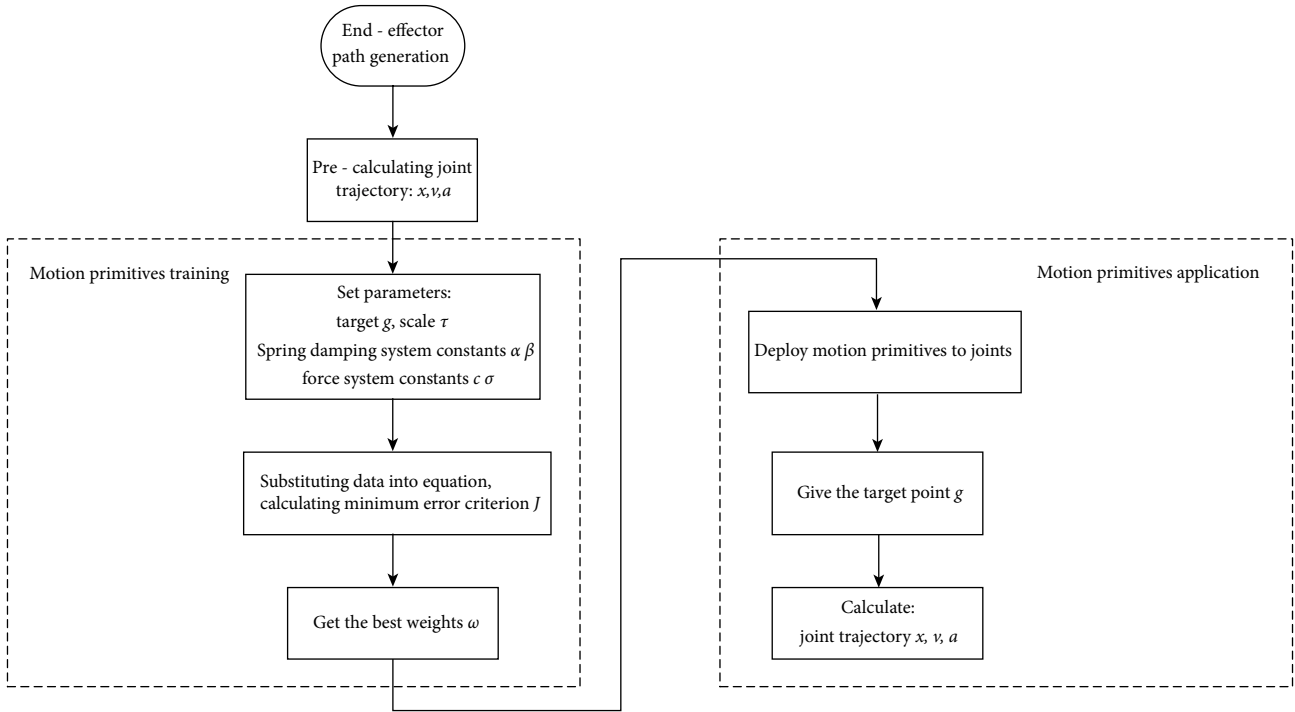 End - effector
path generation
Pre - calculating joint
trajectory: x,v,a
Motion primitives training
Set parameters:
target g, scale τ
Spring damping system constants α β
force system constants c σ
Substituting data into equation,
calculating minimum error criterion J
Get the best weights ω
Motion primitives application
Deploy motion primitives to joints
Give the target point g
Calculate:
joint trajectory x, v, a